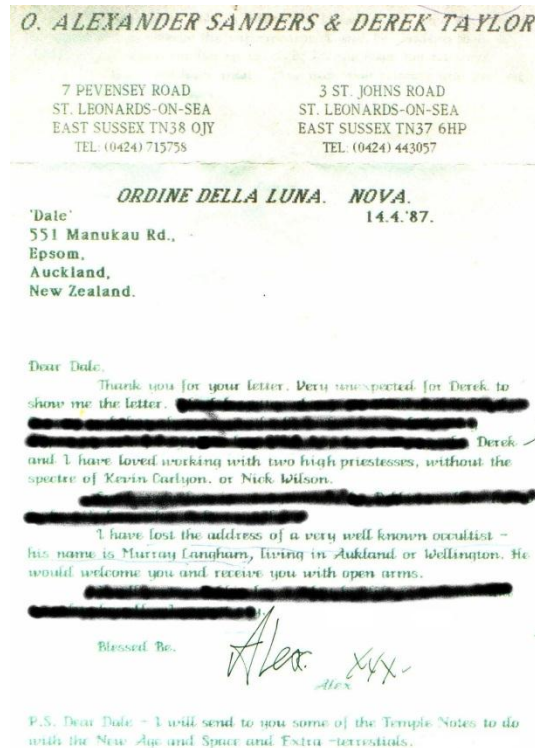 O. ALEXANDER SANDERS & DEREK TAYLOR
7 PEVENSEY ROAD
ST. LEONARDS-ON-SEA
EAST SUSSEX TN38 OJY
TEL: (0424) 715758
3 ST. JOHNS ROAD
ST. LEONARDS-ON-SEA
EAST SUSSEX TN37 6HP
TEL: (0424) 443057
ORDINE DELLA LUNA. NOVA.
'Dale' 14.4.'87.
551 Manukau Rd.,
Epsom,
Auckland,
New Zealand.
Dear Dale.
Thank you for your letter. Very unexpected for Derek to
show me the letter.
Derek
and I have loved working with two high priestesses, without the
spectre of Kevin Carlyon. or Nick Wilson.
I have lost the address of a very well known occultist -
his name is Murray Langham, living in Aukland or Wellington. He
would welcome you and receive you with open arms.
Blessed Be.
Alex. xxx.
Alex
P.S. Dear Dale - I will send to you some of the Temple Notes to do
with the New Age and Space and Extra -terrestials.